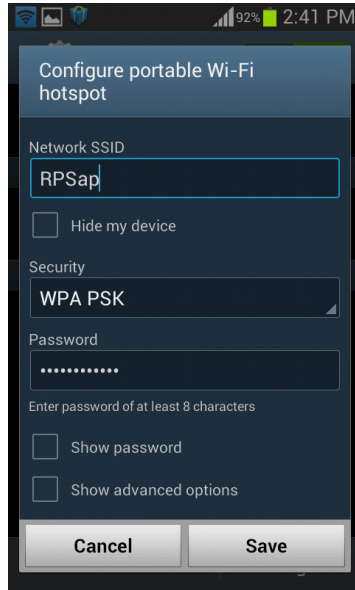 92% 2:41 PM
Configure portable Wi-Fi
hotspot
Network SSID
RPSap
Hide my device
Security
WPA PSK
Password
••••••••••••
Enter password of at least 8 characters
Show password
Show advanced options
Cancel Save